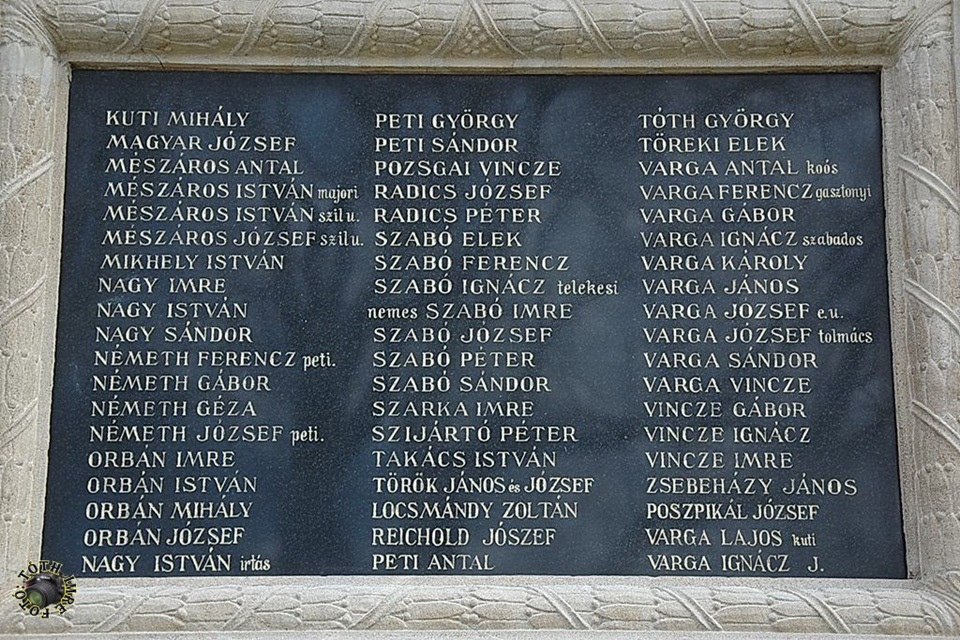 KUTI MIHÁLY
MAGYAR JÓZSEF
MÉSZÁROS ANTAL
MÉSZÁROS ISTVÁN majori
MÉSZÁROS ISTVÁN szil u.
MÉSZÁROS JÓZSEF szil u.
MIKHELY ISTVÁN
NAGY IMRE
NAGY ISTVÁN
NAGY SÁNDOR
NÉMETH FERENCZ peti.
NÉMETH GÁBOR
NÉMETH GÉZA
NÉMETH JÓZSEF peti.
ORBÁN IMRE
ORBÁN ISTVÁN
ORBÁN MIHÁLY
ORBÁN JÓZSEF
NAGY ISTVÁN irtás
PETI GYÖRGY
PETI SÁNDOR
POZSGAI VINCZE
RADICS JÓZSEF
RADICS PÉTER
SZABÓ ELEK
SZABÓ FERENCZ
SZABÓ IGNÁCZ telekesi
nemes SZABÓ IMRE
SZABÓ JÓZSEF
SZABÓ PÉTER
SZABÓ SÁNDOR
SZARKA IMRE
SZIJÁRTÓ PÉTER
TAKÁCS ISTVÁN
TÖRÖK JÁNOS és JÓZSEF
LOCSMÁNDY ZOLTÁN
REICHOLD JÓSZEF
PETI ANTAL
TÓTH GYÖRGY
TÖREKI ELEK
VARGA ANTAL koós
VARGA FERENCZ gasztonyi
VARGA GÁBOR
VARGA IGNÁCZ szabados
VARGA KÁROLY
VARGA JÁNOS
VARGA JÓZSEF e.u.
VARGA JÓZSEF tolmács
VARGA SÁNDOR
VARGA VINCZE
VINCZE GÁBOR
VINCZE IGNÁCZ
VINCZE IMRE
ZSEBEHÁZY JÁNOS
POSZPIKÁL JÓZSEF
VARGA LAJOS kuti
VARGA IGNÁCZ J.
FOTÓ: TÓTH IMRE